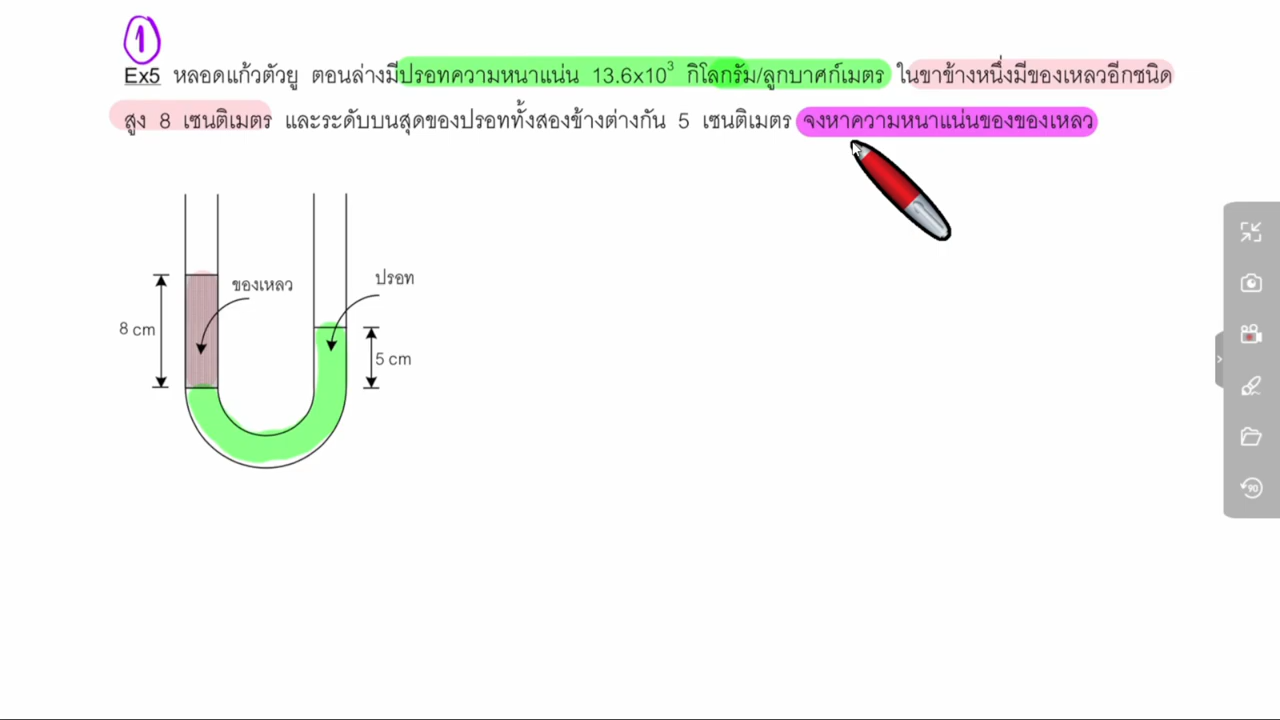 1
Ex5 หลอดแก้วตัวยู ตอนล่างมีปรอทความหนาแน่น 13.6x10³ กิโลกรัม/ลูกบาศก์เมตร ในขาข้างหนึ่งมีของเหลวอีกชนิด
สูง 8 เซนติเมตร และระดับบนสุดของปรอททั้งสองข้างต่างกัน 5 เซนติเมตร จงหาความหนาแน่นของของเหลว
ของเหลว
ปรอท
8 cm
5 cm
90